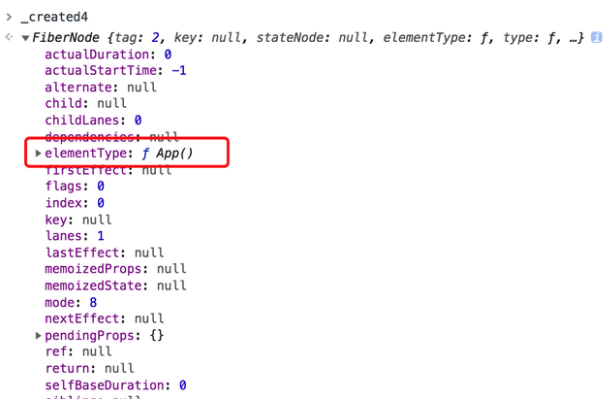 > _created4
FiberNode {tag: 2, key: null, stateNode: null, elementType: ƒ, type: ƒ, …} i
actualDuration: 0
actualStartTime: -1
alternate: null
child: null
childLanes: 0
dependencies: null
elementType: ƒ App()
firstEffect: null
flags: 0
index: 0
key: null
lanes: 1
lastEffect: null
memoizedProps: null
memoizedState: null
mode: 8
nextEffect: null
pendingProps: {}
ref: null
return: null
selfBaseDuration: 0